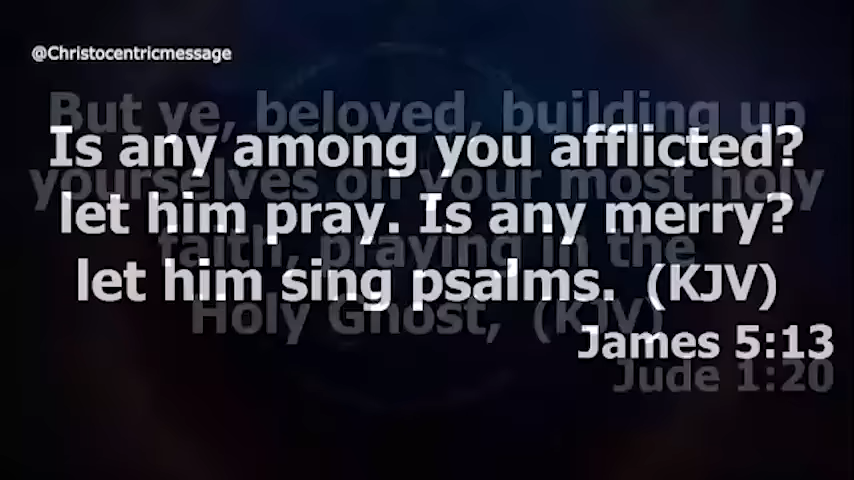 @Christocentricmessage
Is any among you afflicted?
let him pray. Is any merry?
let him sing psalms. (KJV)
James 5:13
But ye, beloved, building up
yourselves on your most holy
faith, praying in the
Holy Ghost, (KJV)
Jude 1:20